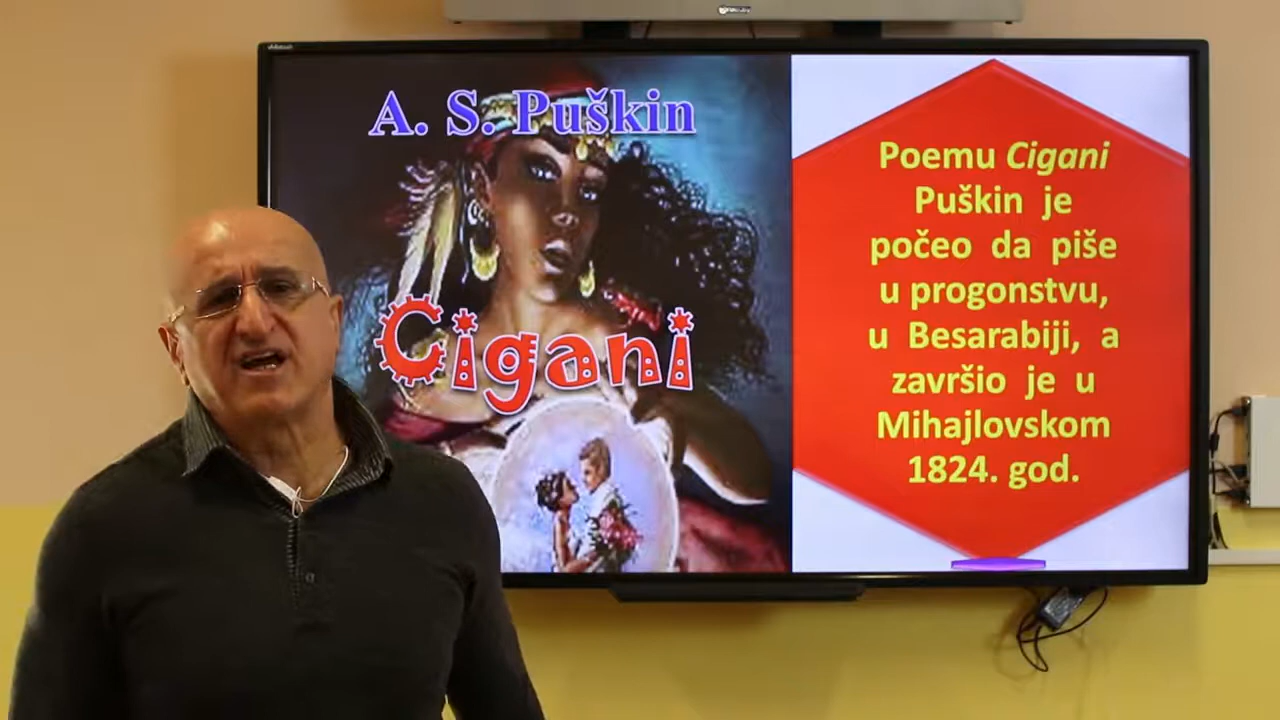 A. S. Puškin
Cigani
Poemu Cigani
Puškin je
počeo da piše
u progonstvu,
u Besarabiji, a
završio je u
Mihajlovskom
1824. god.